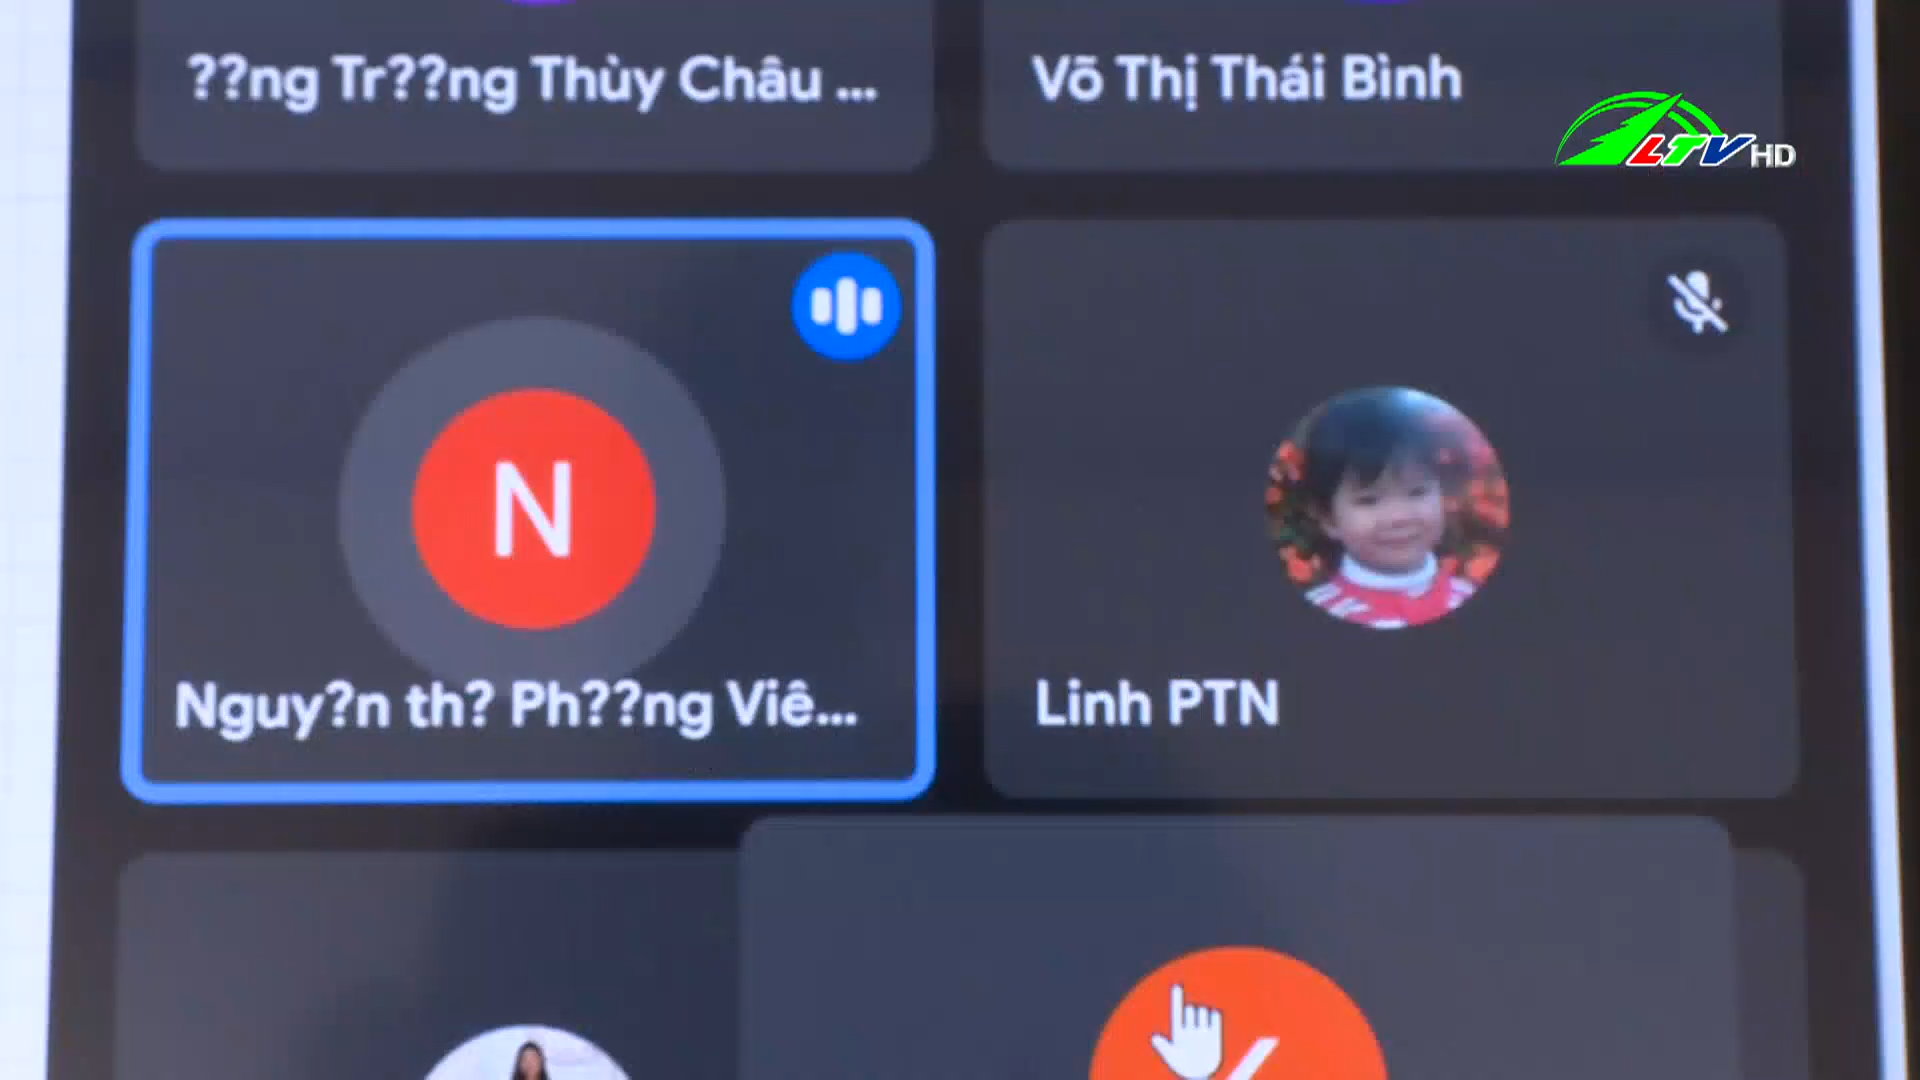 ??ng Tr??ng Thùy Châu ...
Võ Thị Thái Bình
LTV HD
N
Nguy?n th? Ph??ng Viê...
Linh PTN